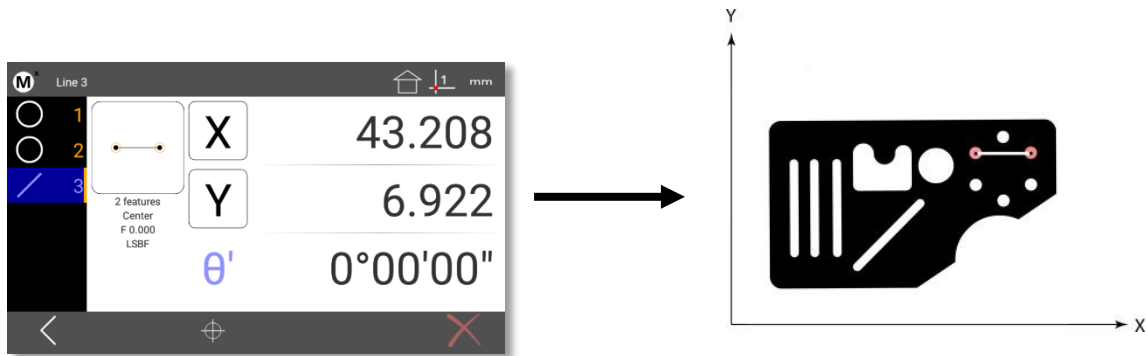 M× Line 3
1 mm
1
2
3
2 features
Center
F 0.000
LSBF
X 43.208
Y 6.922
θ' 0°00'00"
Y
X